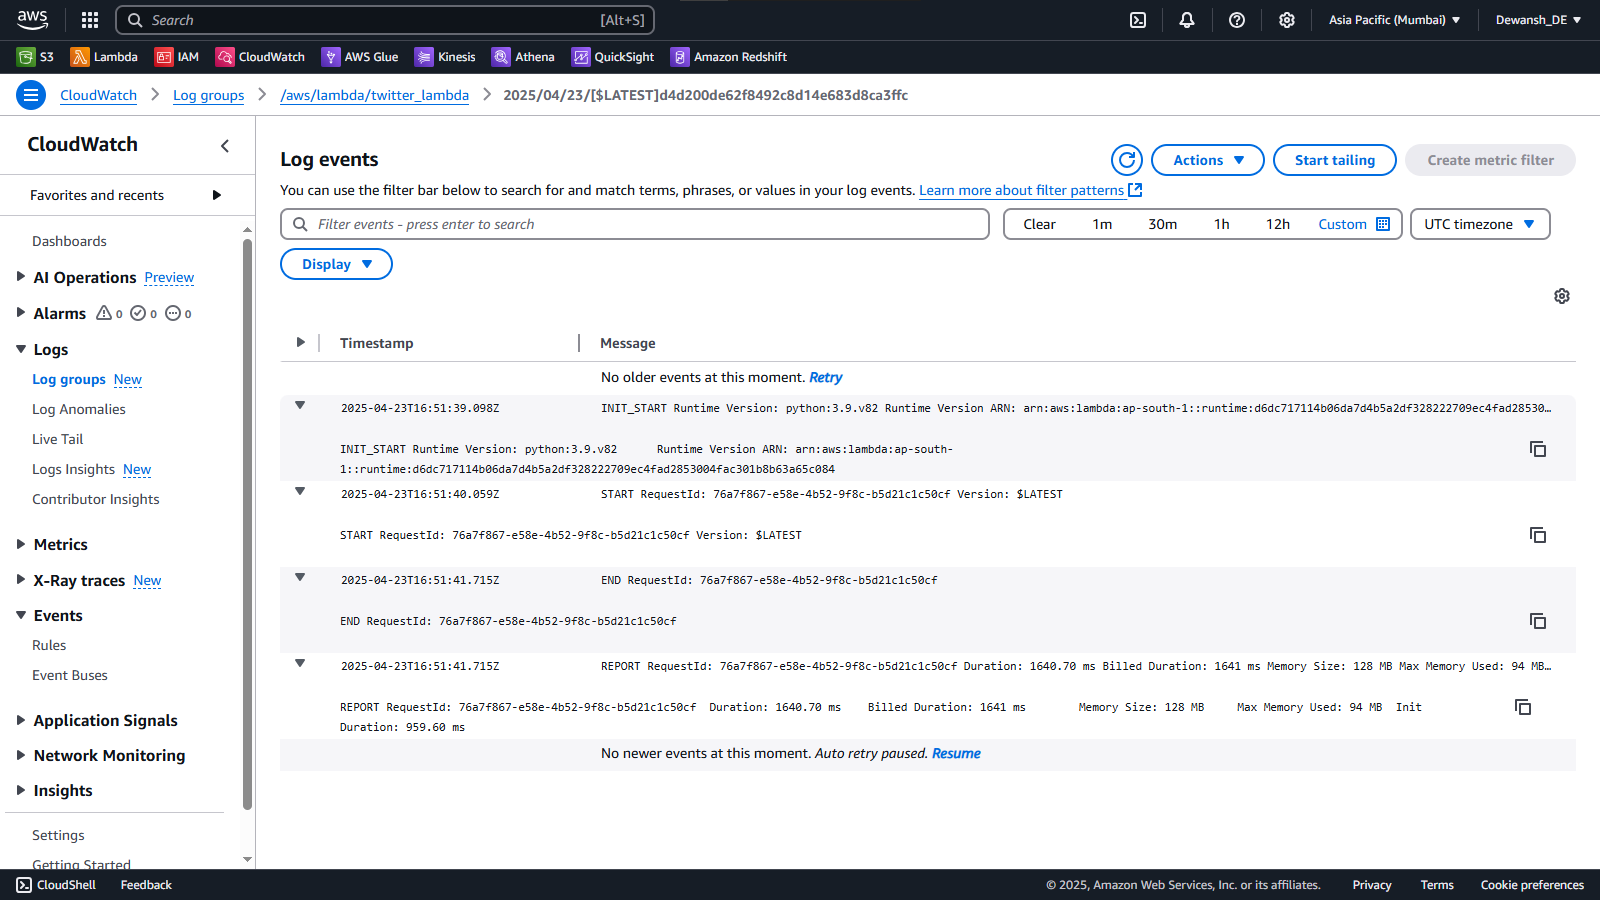 aws
Search [Alt+S]
Asia Pacific (Mumbai)
Dewansh_DE
S3 Lambda IAM CloudWatch AWS Glue Kinesis Athena QuickSight Amazon Redshift
CloudWatch > Log groups > /aws/lambda/twitter_lambda > 2025/04/23/[$LATEST]d4d200de62f8492c8d14e683d8ca3ffc
CloudWatch
Favorites and recents
Dashboards
AI Operations Preview
Alarms 0 0 0
Logs
Log groups New
Log Anomalies
Live Tail
Logs Insights New
Contributor Insights
Metrics
X-Ray traces New
Events
Rules
Event Buses
Application Signals
Network Monitoring
Insights
Settings
Getting Started
Log events
Actions
Start tailing
Create metric filter
You can use the filter bar below to search for and match terms, phrases, or values in your log events. Learn more about filter patterns
Filter events - press enter to search
Clear 1m 30m 1h 12h Custom
UTC timezone
Display
Timestamp Message
No older events at this moment. Retry
2025-04-23T16:51:39.098Z INIT_START Runtime Version: python:3.9.v82 Runtime Version ARN: arn:aws:lambda:ap-south-1::runtime:d6dc717114b06da7d4b5a2df328222709ec4fad28530…
INIT_START Runtime Version: python:3.9.v82 Runtime Version ARN: arn:aws:lambda:ap-south-
1::runtime:d6dc717114b06da7d4b5a2df328222709ec4fad2853004fac301b8b63a65c084
2025-04-23T16:51:40.059Z START RequestId: 76a7f867-e58e-4b52-9f8c-b5d21c1c50cf Version: $LATEST
START RequestId: 76a7f867-e58e-4b52-9f8c-b5d21c1c50cf Version: $LATEST
2025-04-23T16:51:41.715Z END RequestId: 76a7f867-e58e-4b52-9f8c-b5d21c1c50cf
END RequestId: 76a7f867-e58e-4b52-9f8c-b5d21c1c50cf
2025-04-23T16:51:41.715Z REPORT RequestId: 76a7f867-e58e-4b52-9f8c-b5d21c1c50cf Duration: 1640.70 ms Billed Duration: 1641 ms Memory Size: 128 MB Max Memory Used: 94 MB…
REPORT RequestId: 76a7f867-e58e-4b52-9f8c-b5d21c1c50cf Duration: 1640.70 ms Billed Duration: 1641 ms Memory Size: 128 MB Max Memory Used: 94 MB Init
Duration: 959.60 ms
No newer events at this moment. Auto retry paused. Resume
CloudShell Feedback
© 2025, Amazon Web Services, Inc. or its affiliates. Privacy Terms Cookie preferences